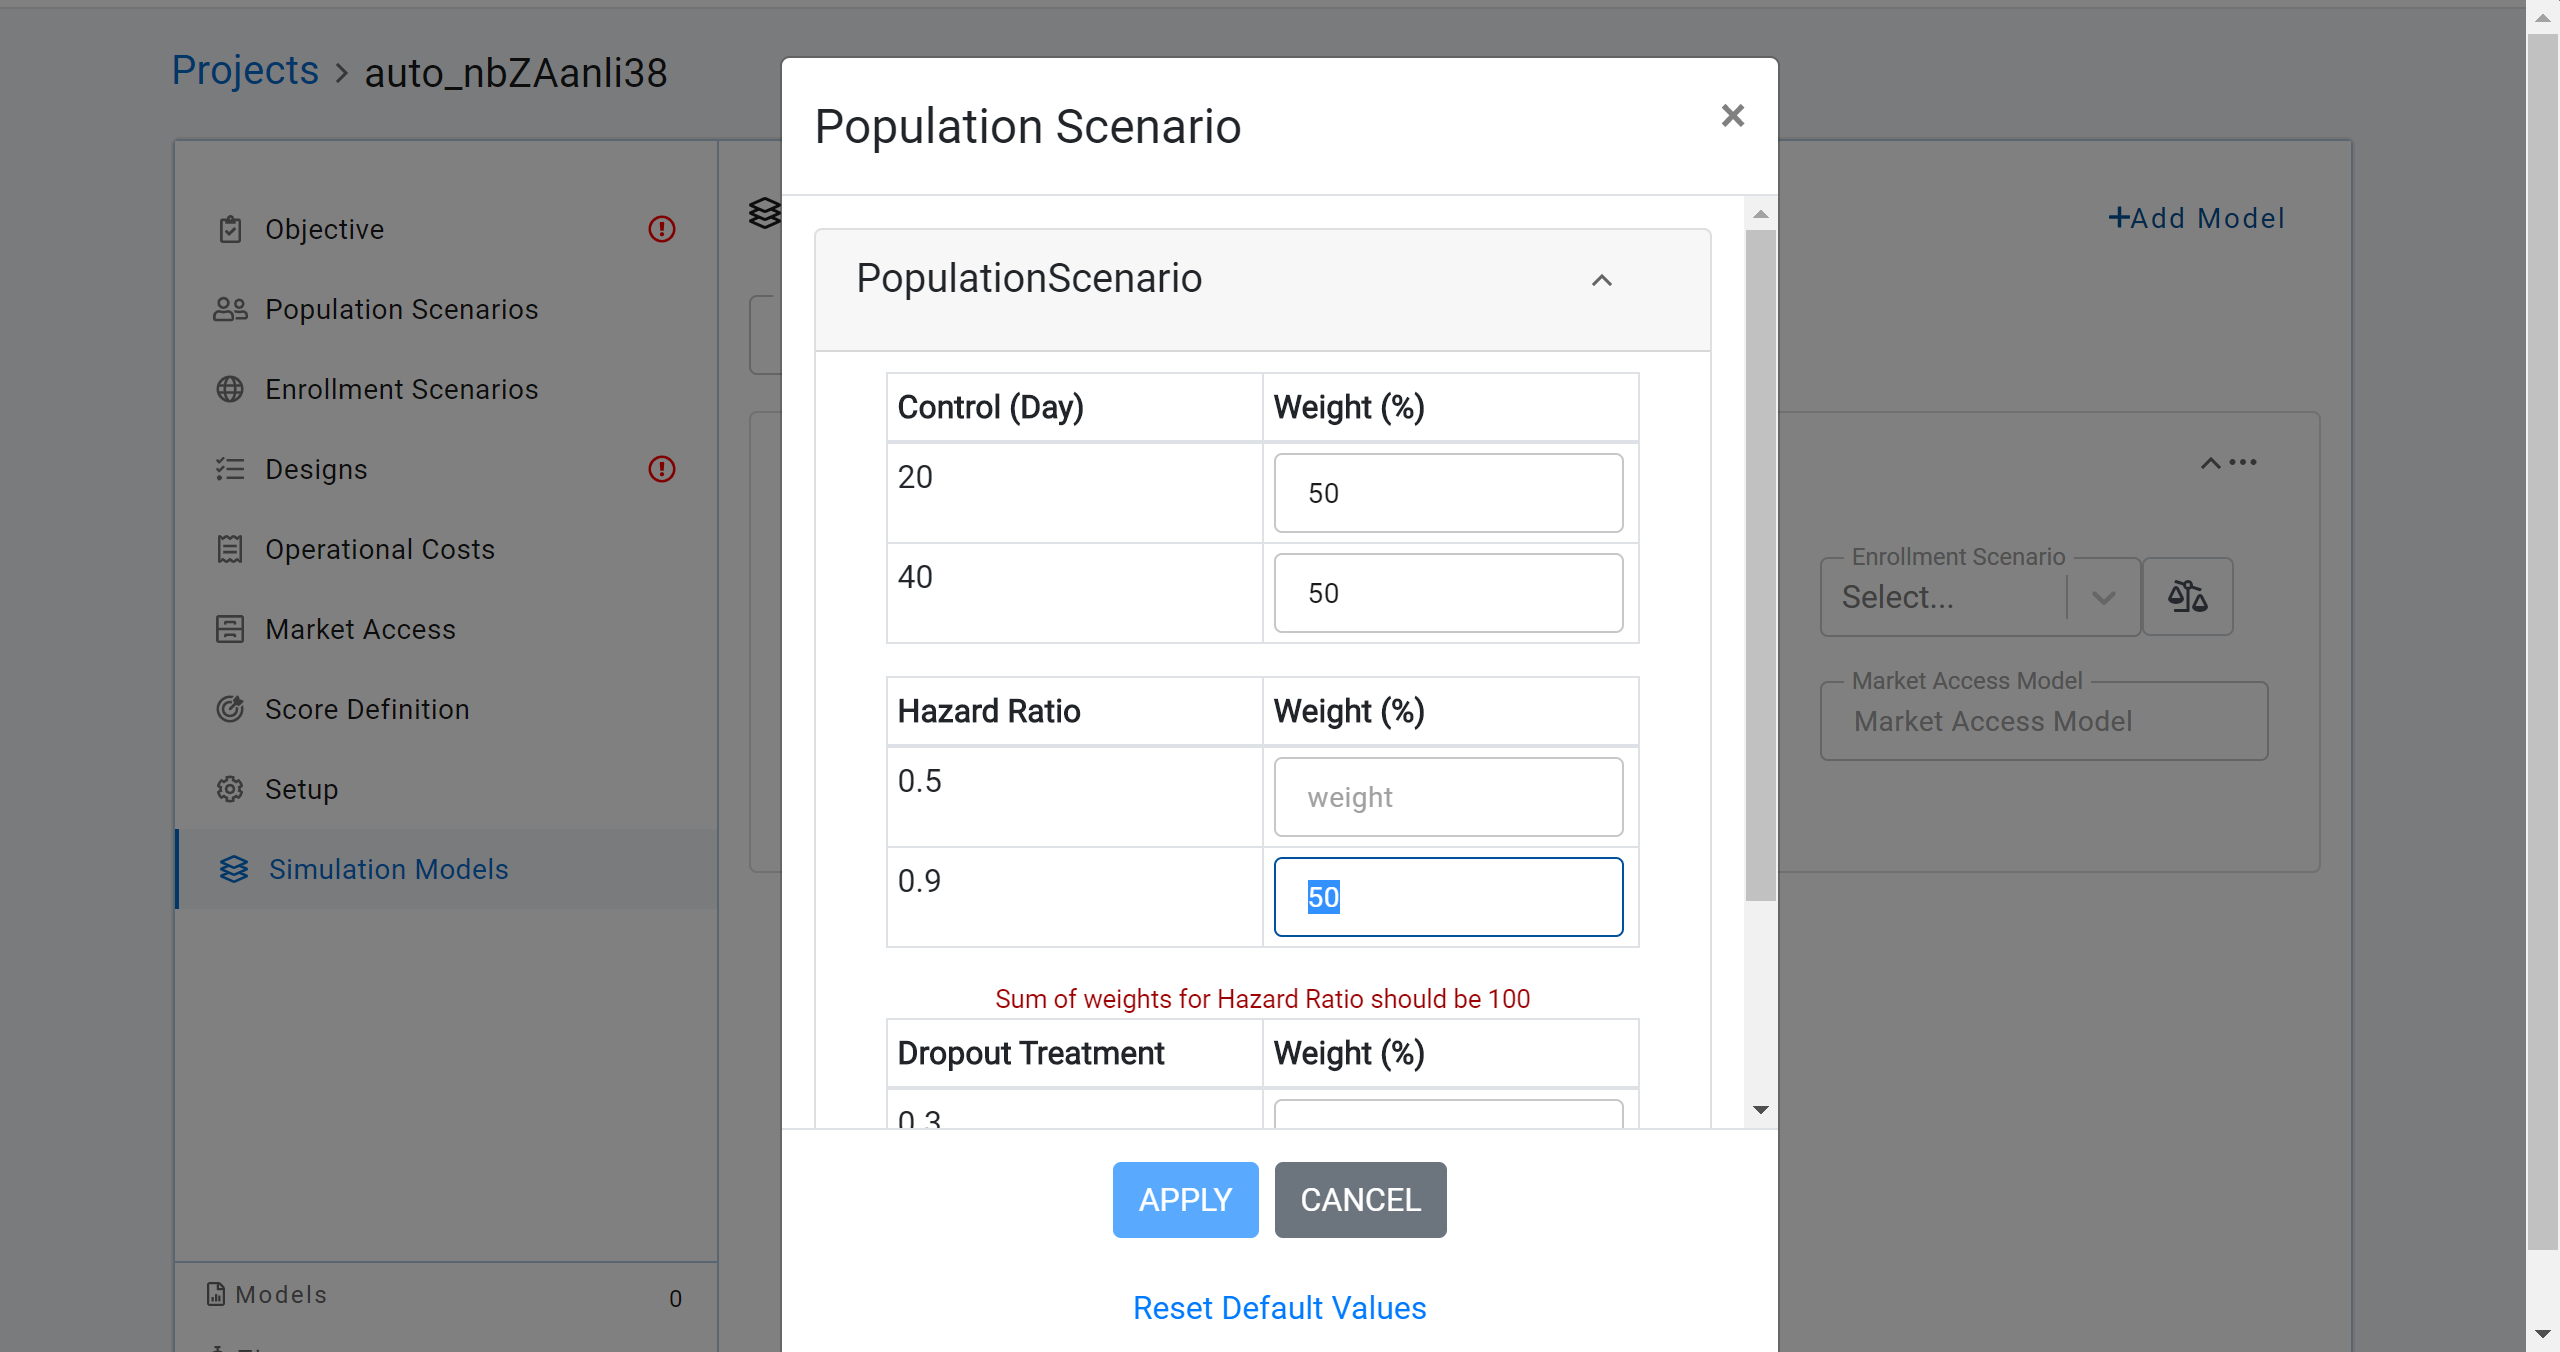 Projects > auto_nbZAanli38
Objective
Population Scenarios
Enrollment Scenarios
Designs
Operational Costs
Market Access
Score Definition
Setup
Simulation Models
Models 0
+Add Model
Enrollment Scenario
Select...
Market Access Model
Market Access Model
Population Scenario ×
PopulationScenario
Control (Day) Weight (%)
20 50
40 50
Hazard Ratio Weight (%)
0.5 weight
0.9 50
Sum of weights for Hazard Ratio should be 100
Dropout Treatment Weight (%)
0.3
APPLY CANCEL
Reset Default Values